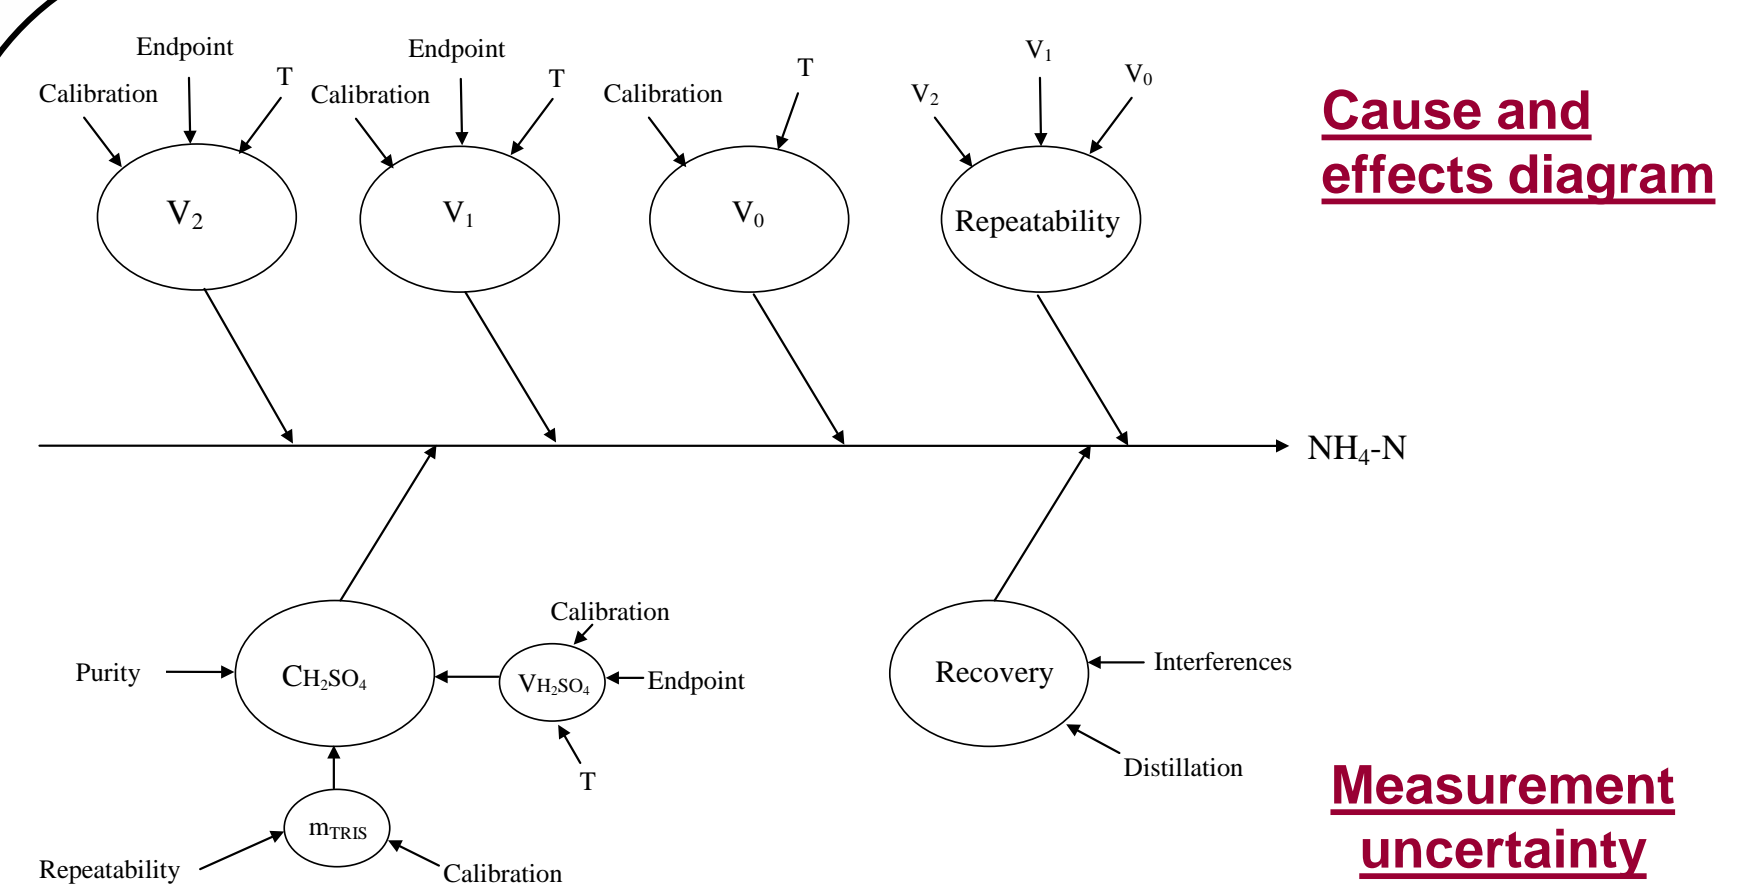 Endpoint
T
Calibration
Endpoint
T
Calibration
T
Calibration
V₁
V₀
V₂
Cause and
effects diagram
V₂
V₁
V₀
Repeatability
NH₄-N
Calibration
Purity
CH₂SO₄
VH₂SO₄
Endpoint
T
Recovery
Interferences
Distillation
mTRIS
Repeatability
Calibration
Measurement
uncertainty